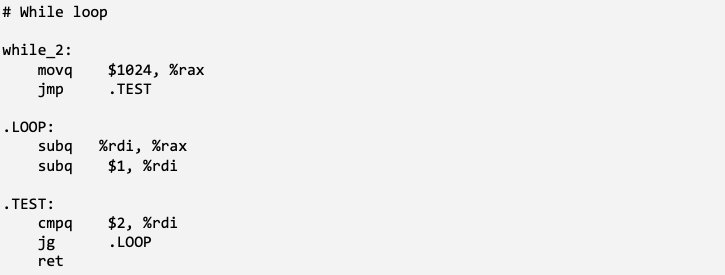 # While loop
while_2:
movq $1024, %rax
jmp .TEST
.LOOP:
subq %rdi, %rax
subq $1, %rdi
.TEST:
cmpq $2, %rdi
jg .LOOP
ret